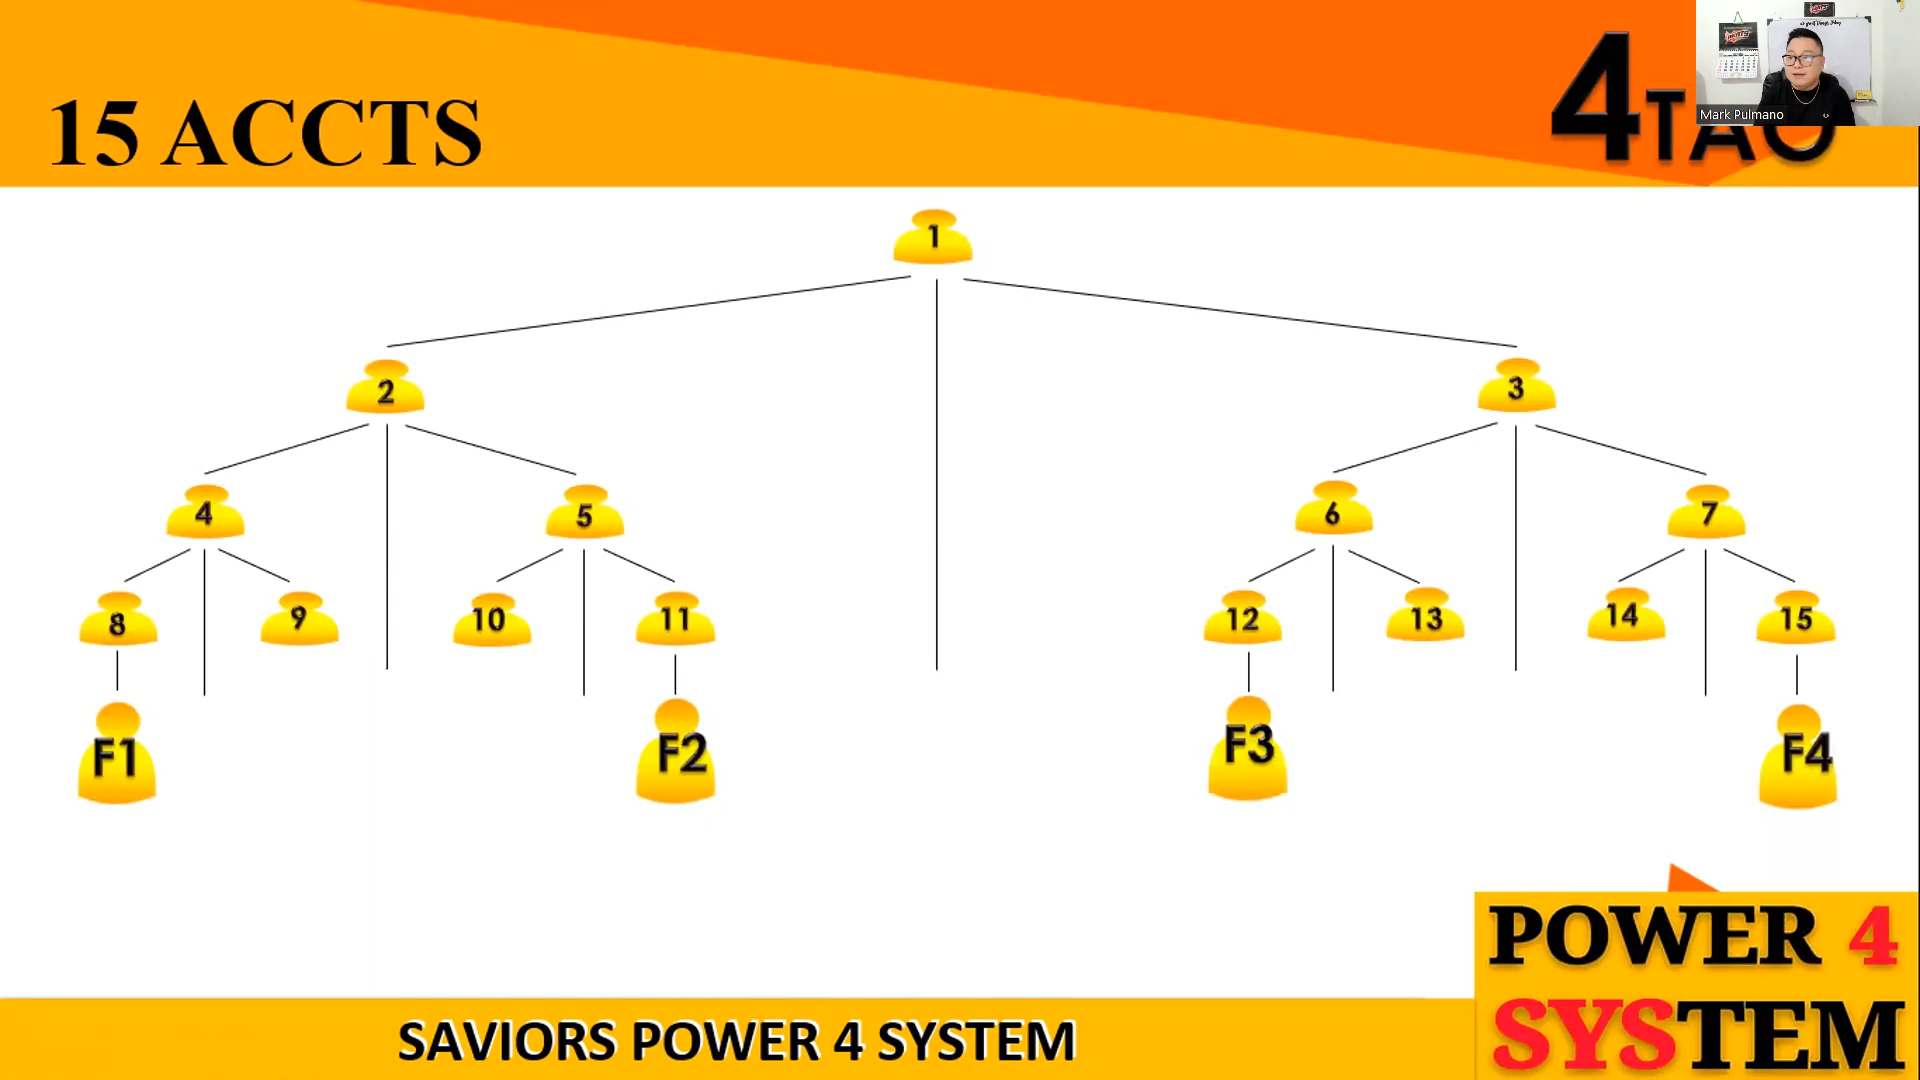 15 ACCTS
4TAO
Mark Pulmano
1
2
3
4
5
6
7
8
9
10
11
12
13
14
15
F1
F2
F3
F4
POWER 4
SYSTEM
SAVIORS POWER 4 SYSTEM